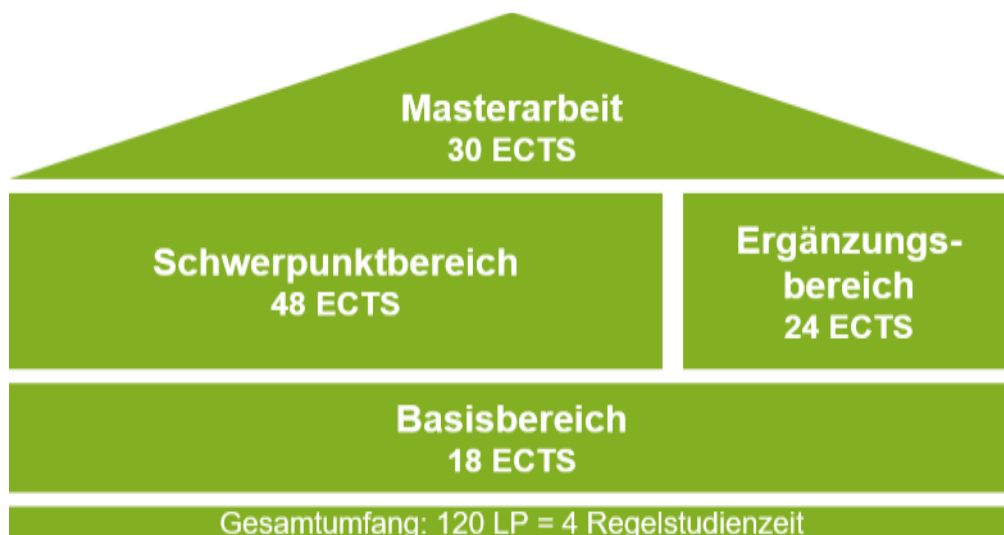 Masterarbeit
30 ECTS
Schwerpunktbereich
48 ECTS
Ergänzungs-
bereich
24 ECTS
Basisbereich
18 ECTS
Gesamtumfang: 120 LP = 4 Regelstudienzeit